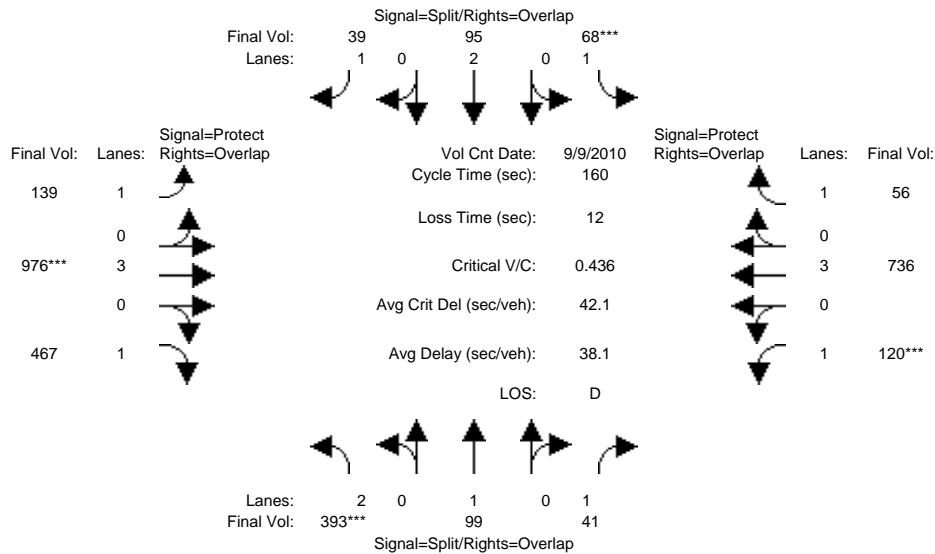 Signal=Split/Rights=Overlap
Final Vol: 39 95 68***
Lanes: 1 0 2 0 1
Signal=Protect Signal=Protect
Final Vol: Lanes: Rights=Overlap Vol Cnt Date: 9/9/2010 Rights=Overlap Lanes: Final Vol:
Cycle Time (sec): 160
139 1 1 56
Loss Time (sec): 12
0 0
976*** 3 Critical V/C: 0.436 3 736
0 Avg Crit Del (sec/veh): 42.1 0
467 1 Avg Delay (sec/veh): 38.1 1 120***
LOS: D
Lanes: 2 0 1 0 1
Final Vol: 393*** 99 41
Signal=Split/Rights=Overlap